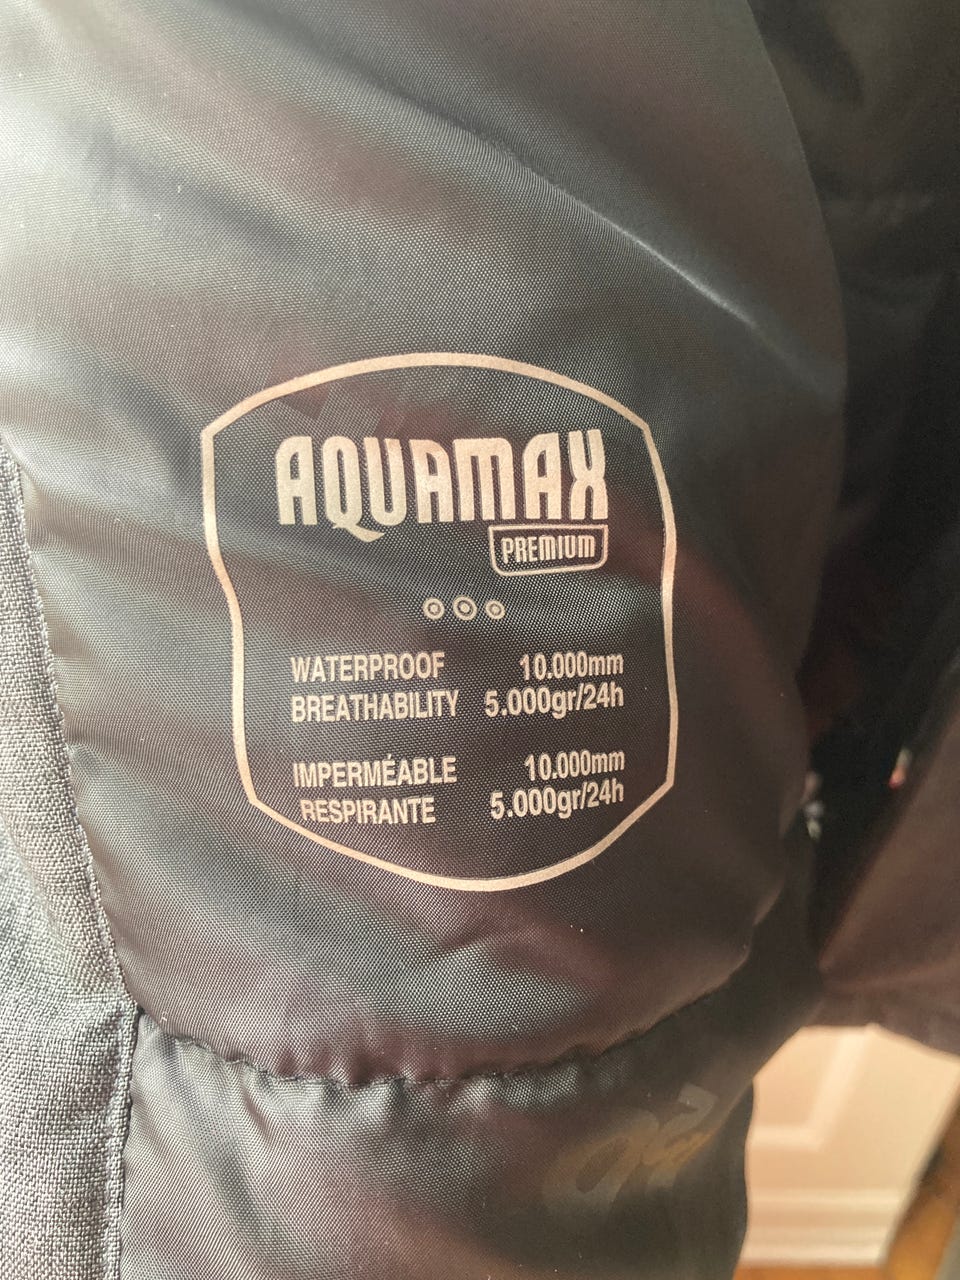 AQUAMAX
PREMIUM
WATERPROOF 10.000mm
BREATHABILITY 5.000gr/24h
IMPERMÉABLE 10.000mm
RESPIRANTE 5.000gr/24h